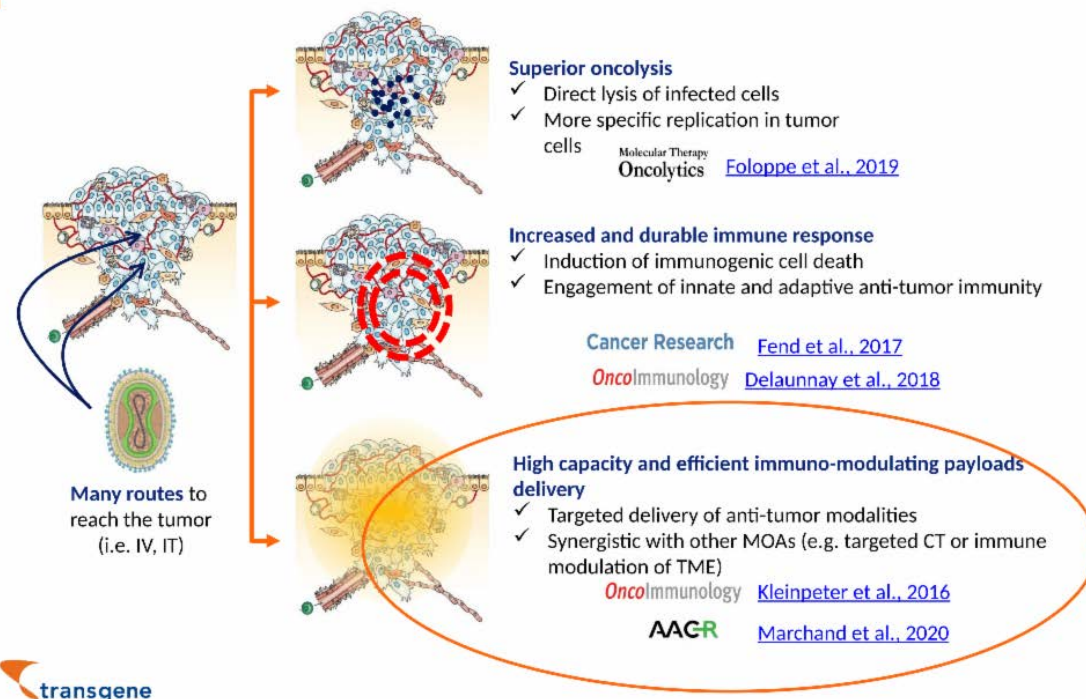 Superior oncolysis
✓ Direct lysis of infected cells
✓ More specific replication in tumor
cells
Molecular Therapy
Oncolytics
Foloppe et al., 2019
Increased and durable immune response
✓ Induction of immunogenic cell death
✓ Engagement of innate and adaptive anti-tumor immunity
Cancer Research Fend et al., 2017
OncoImmunology Delaunnay et al., 2018
Many routes to
reach the tumor
(i.e. IV, IT)
High capacity and efficient immuno-modulating payloads
delivery
✓ Targeted delivery of anti-tumor modalities
✓ Synergistic with other MOAs (e.g. targeted CT or immune
modulation of TME)
OncoImmunology Kleinpeter et al., 2016
AACR Marchand et al., 2020
transgene